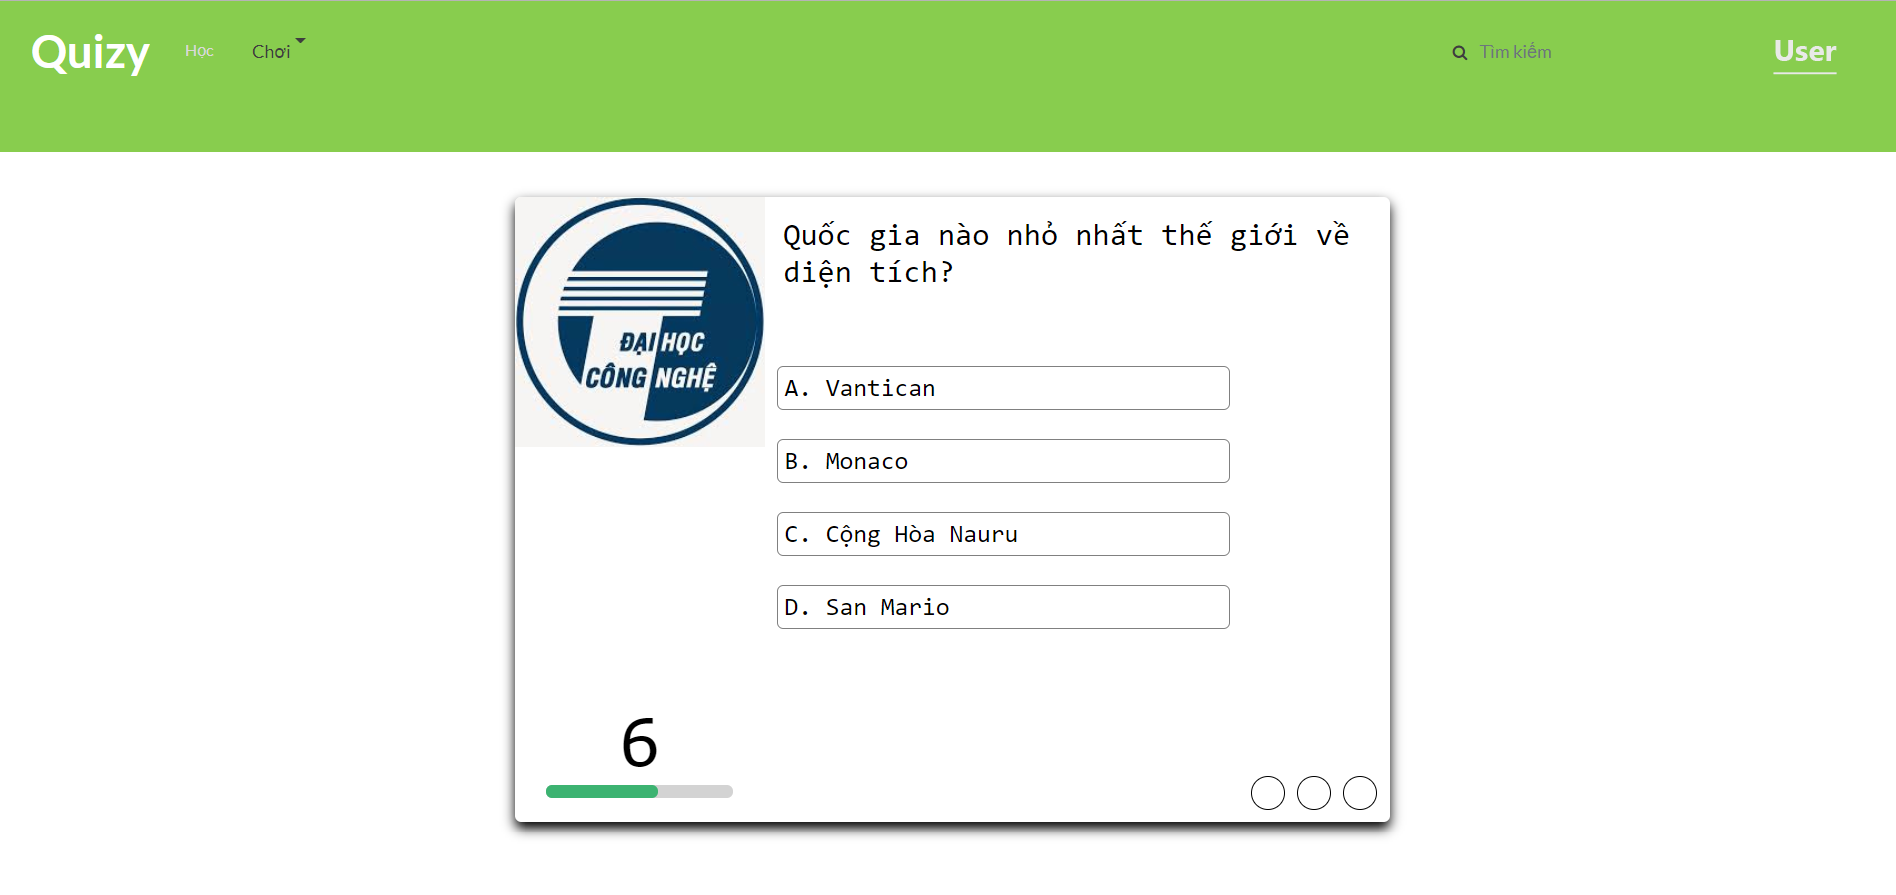 Quizy
Học
Chơi
Tìm kiếm
User
ĐẠI HỌC
CÔNG NGHỆ
Quốc gia nào nhỏ nhất thế giới về
diện tích?
A. Vantican
B. Monaco
C. Cộng Hòa Nauru
D. San Mario
6